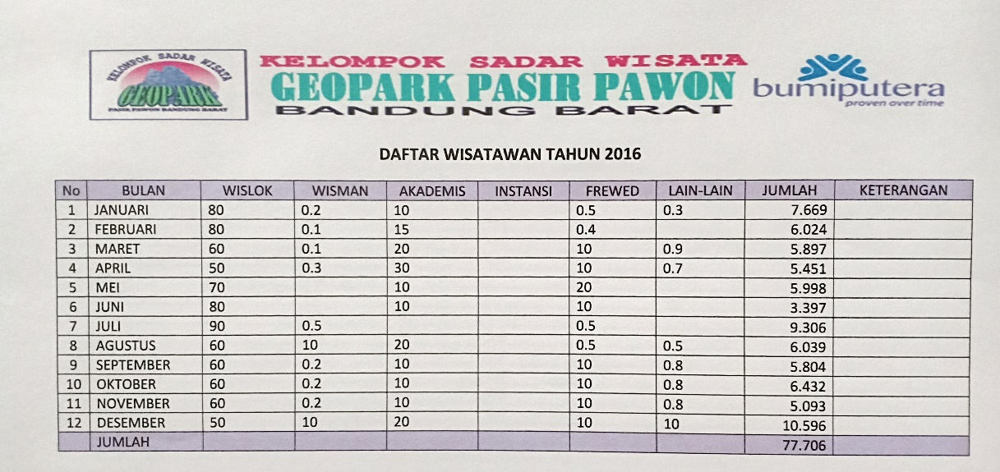 KELOMPOK SADAR WISATA
GEOPARK
PASIR PAWON BANDUNG BARAT
KELOMPOK SADAR WISATA
GEOPARK PASIR PAWON
BANDUNG BARAT
bumiputera
proven over time
DAFTAR WISATAWAN TAHUN 2016
No BULAN WISLOK WISMAN AKADEMIS INSTANSI FREWED LAIN-LAIN JUMLAH KETERANGAN
1 JANUARI 80 0.2 10 0.5 0.3 7.669
2 FEBRUARI 80 0.1 15 0.4 6.024
3 MARET 60 0.1 20 10 0.9 5.897
4 APRIL 50 0.3 30 10 0.7 5.451
5 MEI 70 10 20 5.998
6 JUNI 80 10 10 3.397
7 JULI 90 0.5 0.5 9.306
8 AGUSTUS 60 10 20 0.5 0.5 6.039
9 SEPTEMBER 60 0.2 10 10 0.8 5.804
10 OKTOBER 60 0.2 10 10 0.8 6.432
11 NOVEMBER 60 0.2 10 10 0.8 5.093
12 DESEMBER 50 10 20 10 10 10.596
JUMLAH 77.706